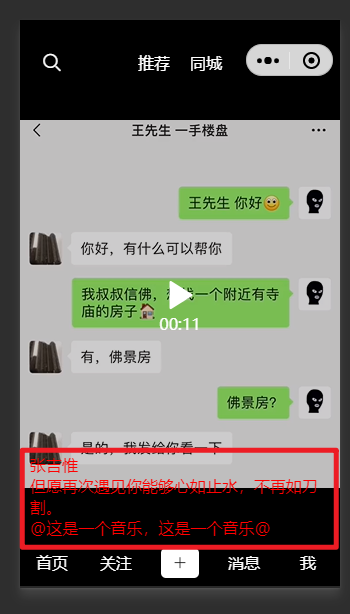 推荐 同城
王先生 一手楼盘
王先生 你好
你好，有什么可以帮你
我叔叔信佛，想找一个附近有寺
庙的房子
00:11
有，佛景房
佛景房?
是的，我发给你看一下
张言惟
但愿再次遇见你能够心如止水，不再如刀
割。
@这是一个音乐，这是一个音乐@
首页 关注 + 消息 我